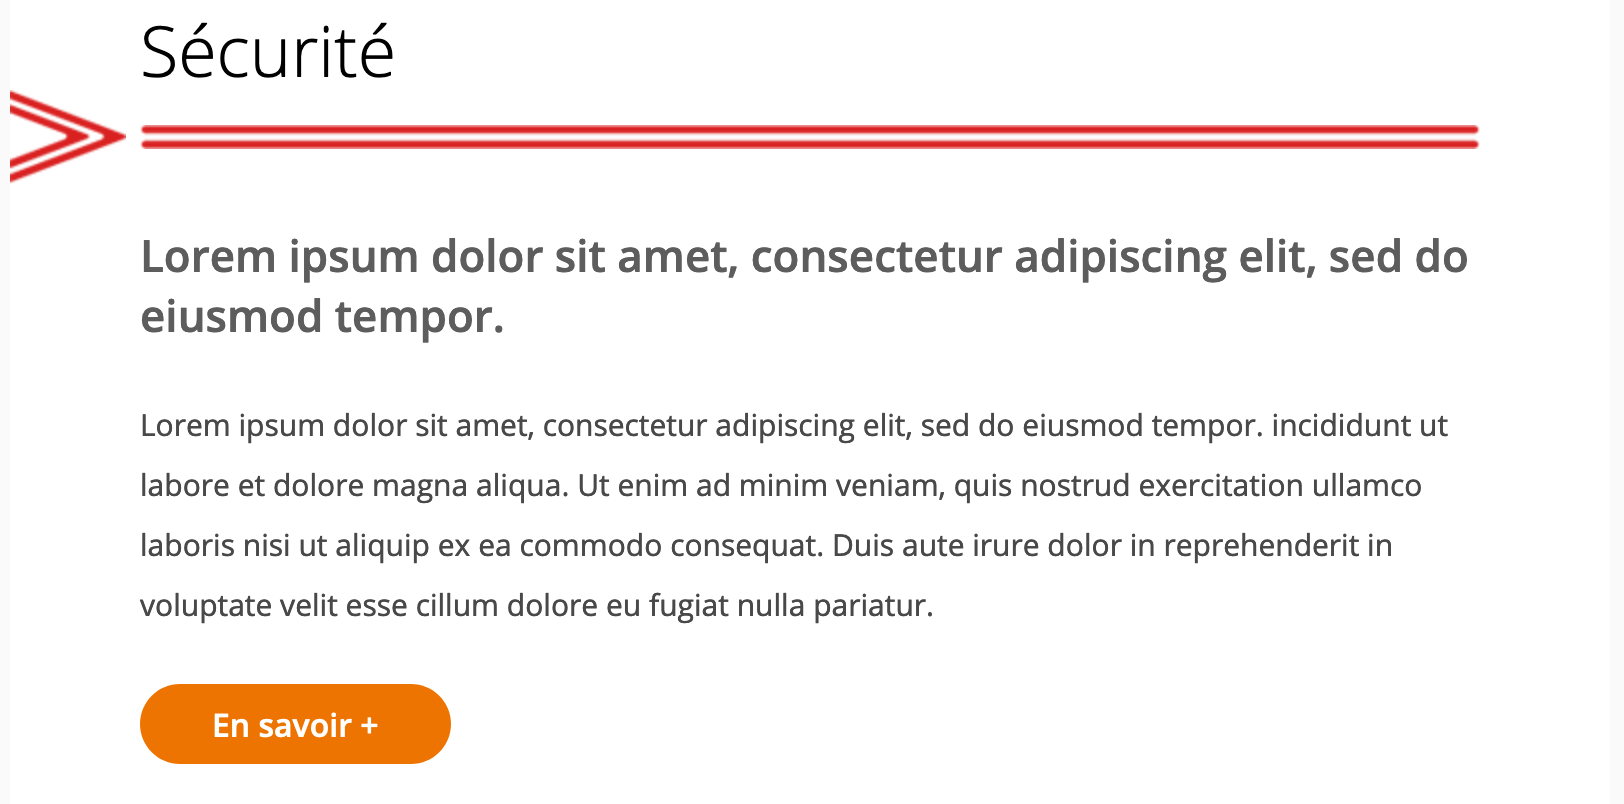 Sécurité
Lorem ipsum dolor sit amet, consectetur adipiscing elit, sed do
eiusmod tempor.
Lorem ipsum dolor sit amet, consectetur adipiscing elit, sed do eiusmod tempor. incididunt ut
labore et dolore magna aliqua. Ut enim ad minim veniam, quis nostrud exercitation ullamco
laboris nisi ut aliquip ex ea commodo consequat. Duis aute irure dolor in reprehenderit in
voluptate velit esse cillum dolore eu fugiat nulla pariatur.
En savoir +